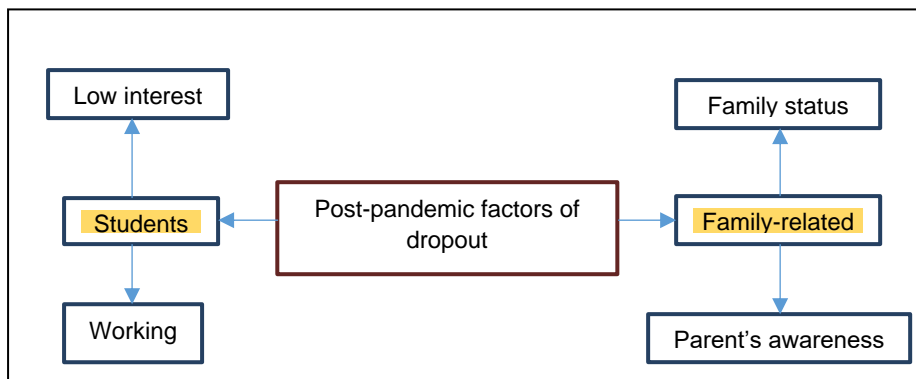 Low interest
Family status
Post-pandemic factors of
dropout
Students
Family-related
Working
Parent’s awareness